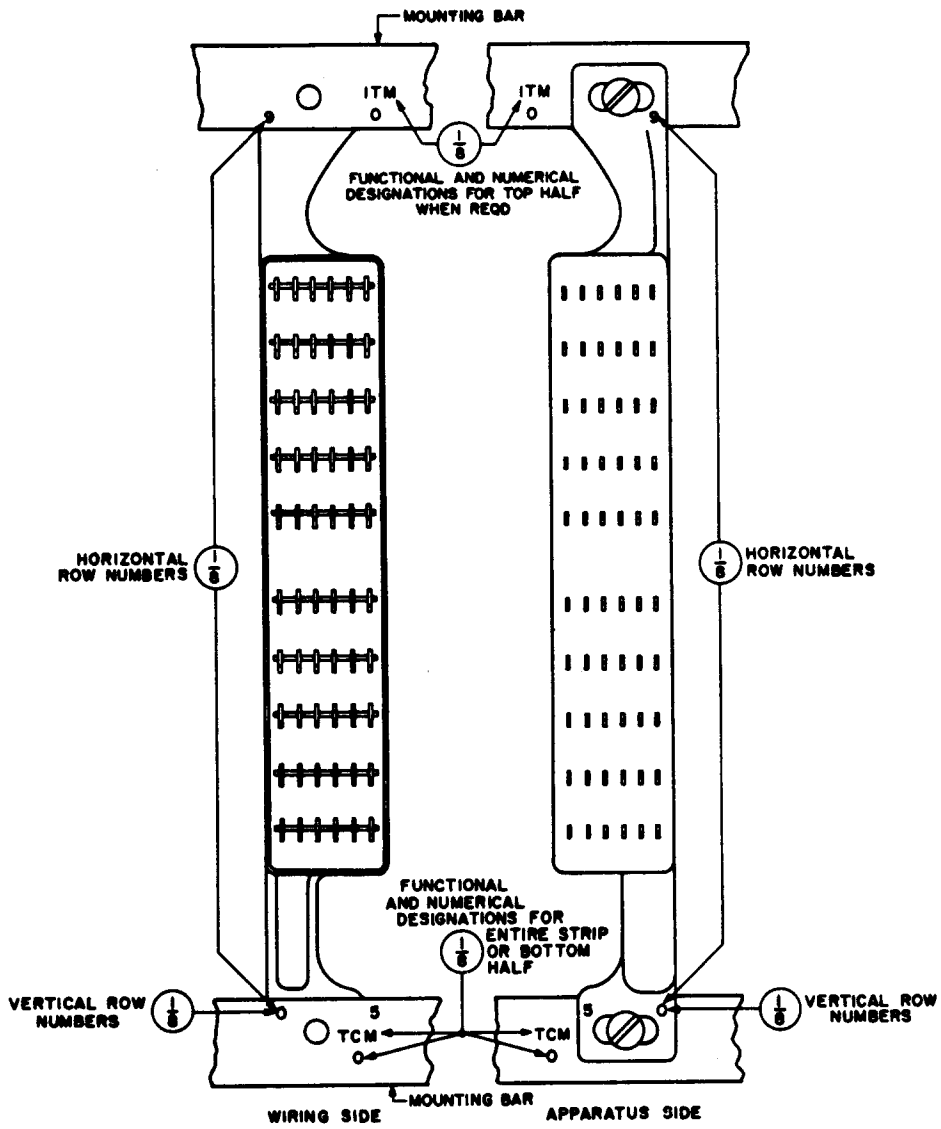 MOUNTING BAR
ITM
0
9
ITM
0
9
1/8
FUNCTIONAL AND NUMERICAL
DESIGNATIONS FOR TOP HALF
WHEN REQD
HORIZONTAL
ROW NUMBERS
1/8
1/8
HORIZONTAL
ROW NUMBERS
FUNCTIONAL
AND NUMERICAL
DESIGNATIONS FOR
ENTIRE STRIP
OR BOTTOM
HALF
1/8
VERTICAL ROW
NUMBERS
1/8
0
5
TCM
0
TCM
0
5
0
1/8
VERTICAL ROW
NUMBERS
MOUNTING BAR
WIRING SIDE
APPARATUS SIDE